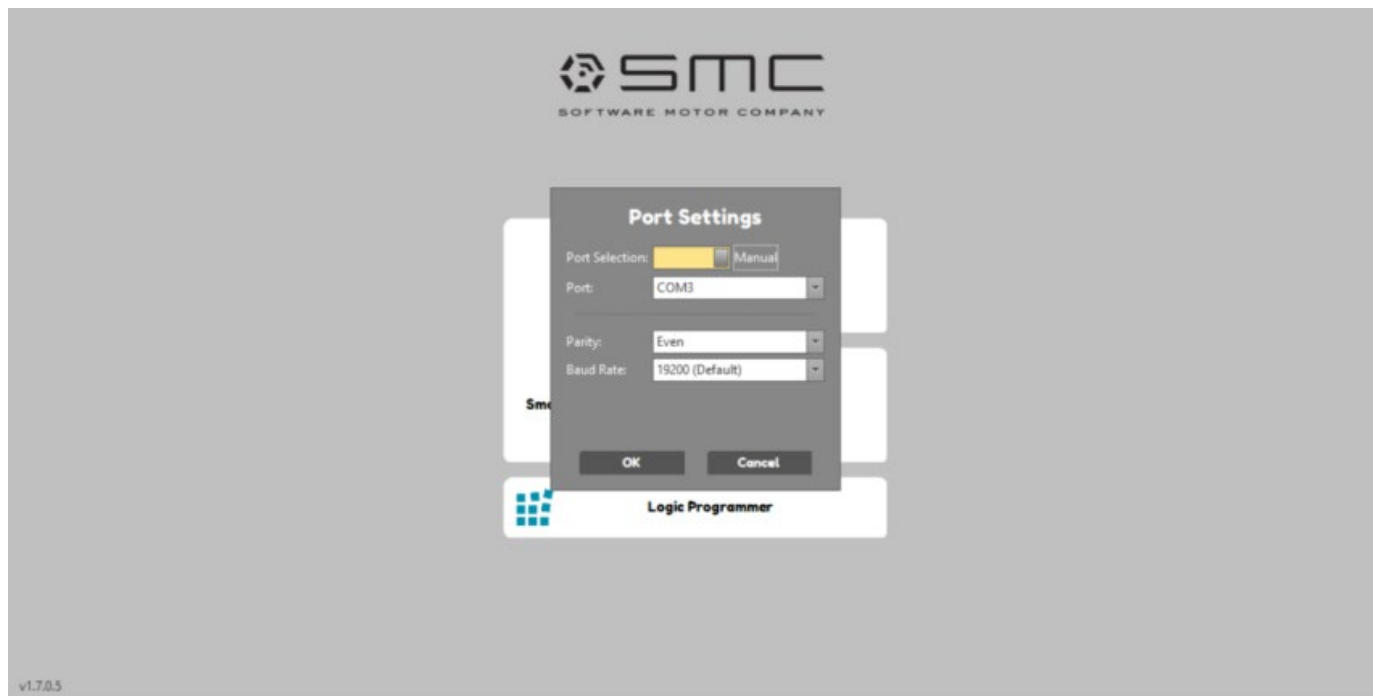 SMC
SOFTWARE MOTOR COMPANY
Port Settings
Port Selection: Manual
Port: COM3
Parity: Even
Baud Rate: 19200 (Default)
Sm
OK Cancel
Logic Programmer
v1.7.0.5